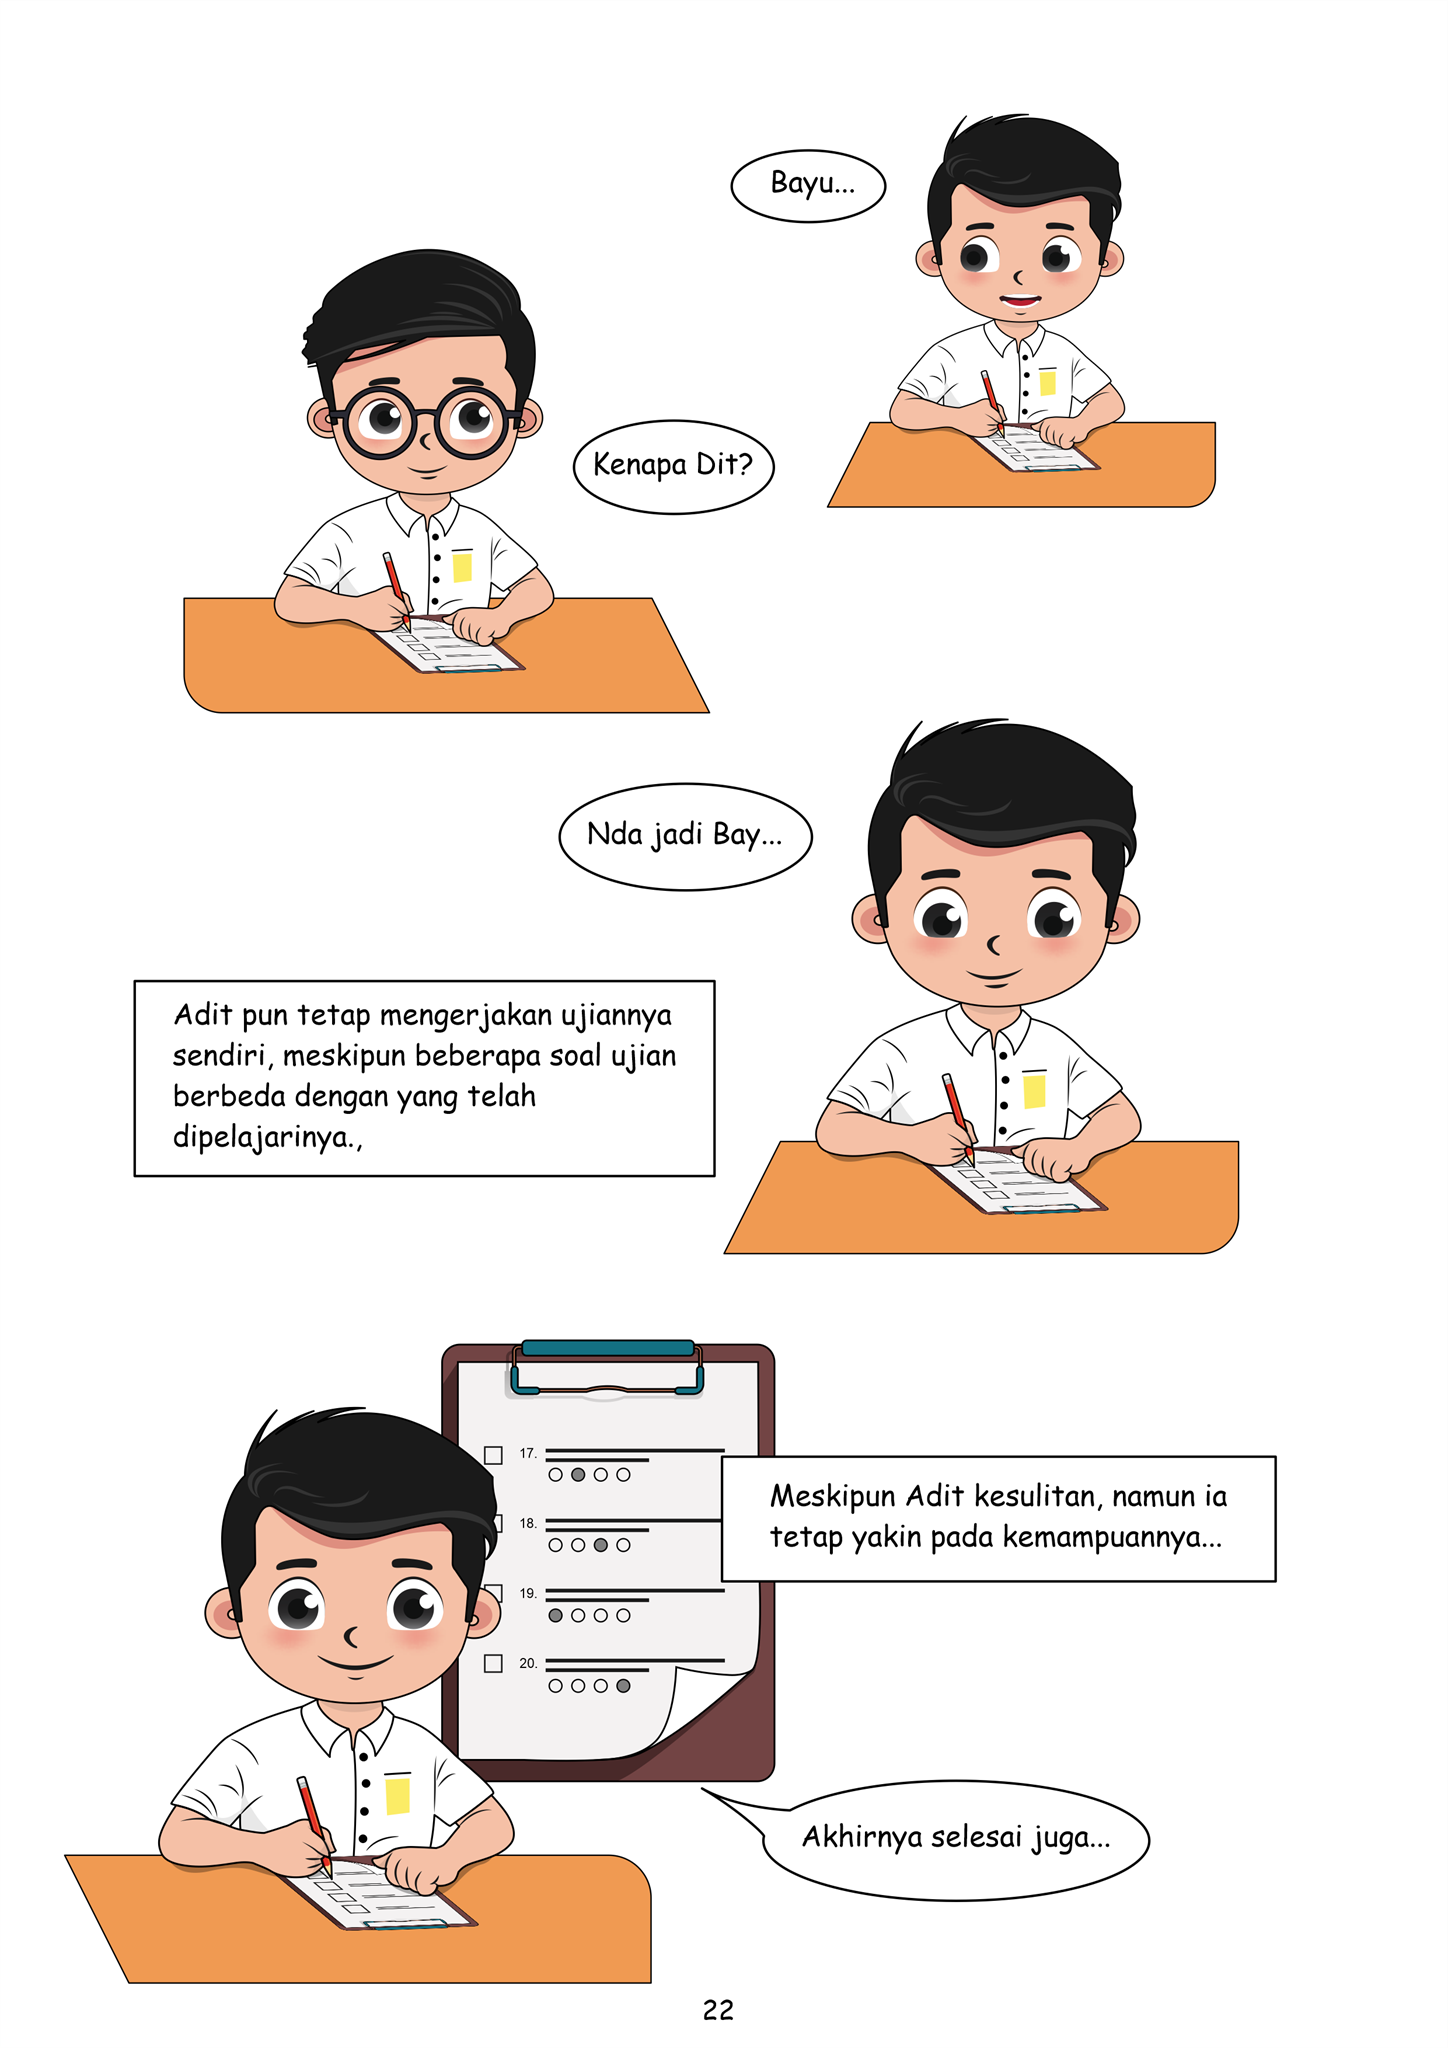 Bayu...
Kenapa Dit?
Nda jadi Bay...
Adit pun tetap mengerjakan ujiannya
sendiri, meskipun beberapa soal ujian
berbeda dengan yang telah
dipelajarinya.,
17.
18.
19.
20.
Meskipun Adit kesulitan, namun ia
tetap yakin pada kemampuannya...
Akhirnya selesai juga...
22